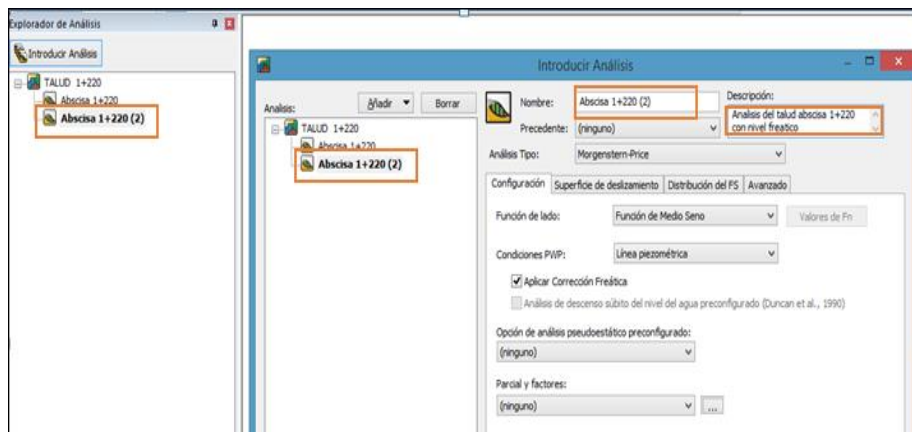 Explorador de Análisis
Introducir Análisis
TALUD 1+220
Abscisa 1+220
Abscisa 1+220 (2)
Introducir Análisis
Analisis:
Añadir
Borrar
TALUD 1+220
Abscisa 1+220
Abscisa 1+220 (2)
Nombre:
Abscisa 1+220 (2)
Descripción:
Analisis del talud abscisa 1+220
con nivel freatico
Precedente:
(ninguno)
Análisis Tipo:
Morgenstern-Price
Configuración
Superficie de deslizamiento
Distribución del FS
Avanzado
Función de lado:
Función de Medio Seno
Valores de Fn
Condiciones PWP:
Línea piezométrica
Aplicar Corrección Freática
Análisis de descenso súbito del nivel del agua preconfigurado (Duncan et al., 1990)
Opción de análisis pseudoestático preconfigurado:
(ninguno)
Parcial y factores:
(ninguno)
...